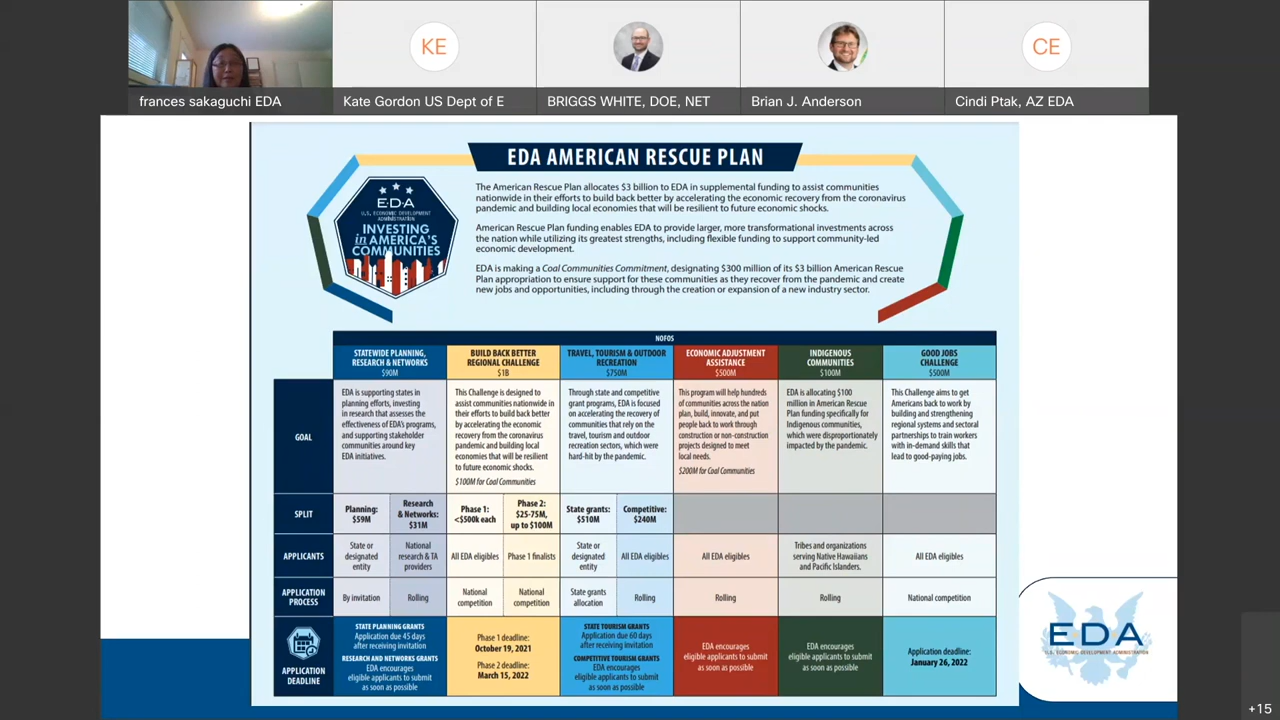 KE
CE
frances sakaguchi EDA
Kate Gordon US Dept of E
BRIGGS WHITE, DOE, NET
Brian J. Anderson
Cindi Ptak, AZ EDA
EDA AMERICAN RESCUE PLAN
E·D·A
U.S. ECONOMIC DEVELOPMENT
ADMINISTRATION
INVESTING
in AMERICA'S
COMMUNITIES
The American Rescue Plan allocates $3 billion to EDA in supplemental funding to assist communities
nationwide in their efforts to build back better by accelerating the economic recovery from the coronavirus
pandemic and building local economies that will be resilient to future economic shocks.
American Rescue Plan funding enables EDA to provide larger, more transformational investments across
the nation while utilizing its greatest strengths, including flexible funding to support community-led
economic development.
EDA is making a Coal Communities Commitment, designating $300 million of its $3 billion American Rescue
Plan appropriation to ensure support for these communities as they recover from the pandemic and create
new jobs and opportunities, including through the creation or expansion of a new industry sector.
NOFOS
STATEWIDE PLANNING,
RESEARCH & NETWORKS
$90M
BUILD BACK BETTER
REGIONAL CHALLENGE
$1B
TRAVEL, TOURISM & OUTDOOR
RECREATION
$750M
ECONOMIC ADJUSTMENT
ASSISTANCE
$500M
INDIGENOUS
COMMUNITIES
$100M
GOOD JOBS
CHALLENGE
$500M
GOAL
EDA is supporting states in
planning efforts, investing
in research that assesses the
effectiveness of EDA's programs,
and supporting stakeholder
communities around key
EDA initiatives.
This Challenge is designed to
assist communities nationwide in
their efforts to build back better
by accelerating the economic
recovery from the coronavirus
pandemic and building local
economies that will be resilient
to future economic shocks.
$100M for Coal Communities
Through state and competitive
grant programs, EDA is focused
on accelerating the recovery of
communities that rely on the
travel, tourism and outdoor
recreation sectors, which were
hard-hit by the pandemic.
This program will help hundreds
of communities across the nation
plan, build, innovate, and put
people back to work through
construction or non-construction
projects designed to meet
local needs.
$200M for Coal Communities
EDA is allocating $100
million in American Rescue
Plan funding specifically for
Indigenous communities,
which were disproportionately
impacted by the pandemic.
This Challenge aims to get
Americans back to work by
building and strengthening
regional systems and sectoral
partnerships to train workers
with in-demand skills that
lead to good-paying jobs.
SPLIT
Planning:
$59M
Research
& Networks:
$31M
Phase 1:
<$500k each
Phase 2:
$25-75M,
up to $100M
State grants:
$510M
Competitive:
$240M
APPLICANTS
State or
designated
entity
National
research & TA
providers
All EDA eligibles
Phase 1 finalists
State or
designated
entity
All EDA eligibles
All EDA eligibles
Tribes and organizations
serving Native Hawaiians
and Pacific Islanders.
All EDA eligibles
APPLICATION
PROCESS
By invitation
Rolling
National
competition
National
competition
State grants
allocation
Rolling
Rolling
Rolling
National competition
APPLICATION
DEADLINE
STATE PLANNING GRANTS
Application due 45 days
after receiving invitation
RESEARCH AND NETWORKS GRANTS
EDA encourages
eligible applicants to submit
as soon as possible
Phase 1 deadline:
October 19, 2021
Phase 2 deadline:
March 15, 2022
STATE TOURISM GRANTS
Application due 60 days
after receiving invitation
COMPETITIVE TOURISM GRANTS
EDA encourages
eligible applicants to submit
as soon as possible
EDA encourages
eligible applicants to submit
as soon as possible
EDA encourages
eligible applicants to submit
as soon as possible
Application deadline:
January 26, 2022
EDA
U.S. ECONOMIC DEVELOPMENT ADMINISTRATION
+15